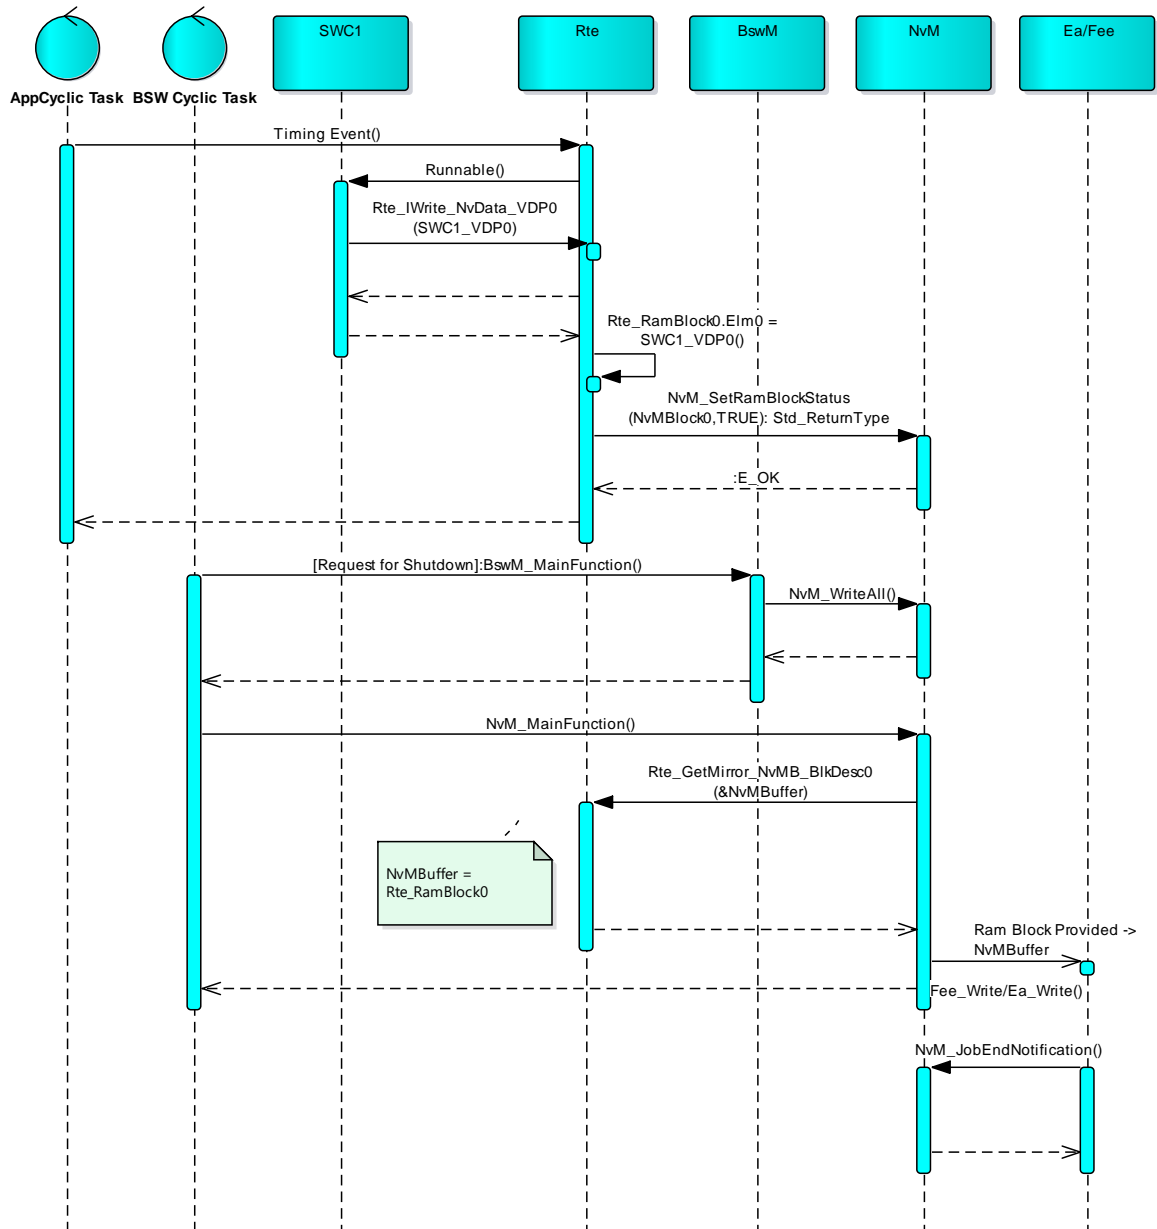 SWC1
Rte
BswM
NvM
Ea/Fee
AppCyclic Task
BSW Cyclic Task
Timing Event()
Runnable()
Rte_IWrite_NvData_VDP0
(SWC1_VDP0)
Rte_RamBlock0.Elm0 =
SWC1_VDP0()
NvM_SetRamBlockStatus
(NvMBlock0,TRUE): Std_ReturnType
:E_OK
[Request for Shutdown]:BswM_MainFunction()
NvM_WriteAll()
NvM_MainFunction()
Rte_GetMirror_NvMB_BlkDesc0
(&NvMBuffer)
NvMBuffer =
Rte_RamBlock0
Ram Block Provided ->
NvMBuffer
Fee_Write/Ea_Write()
NvM_JobEndNotification()